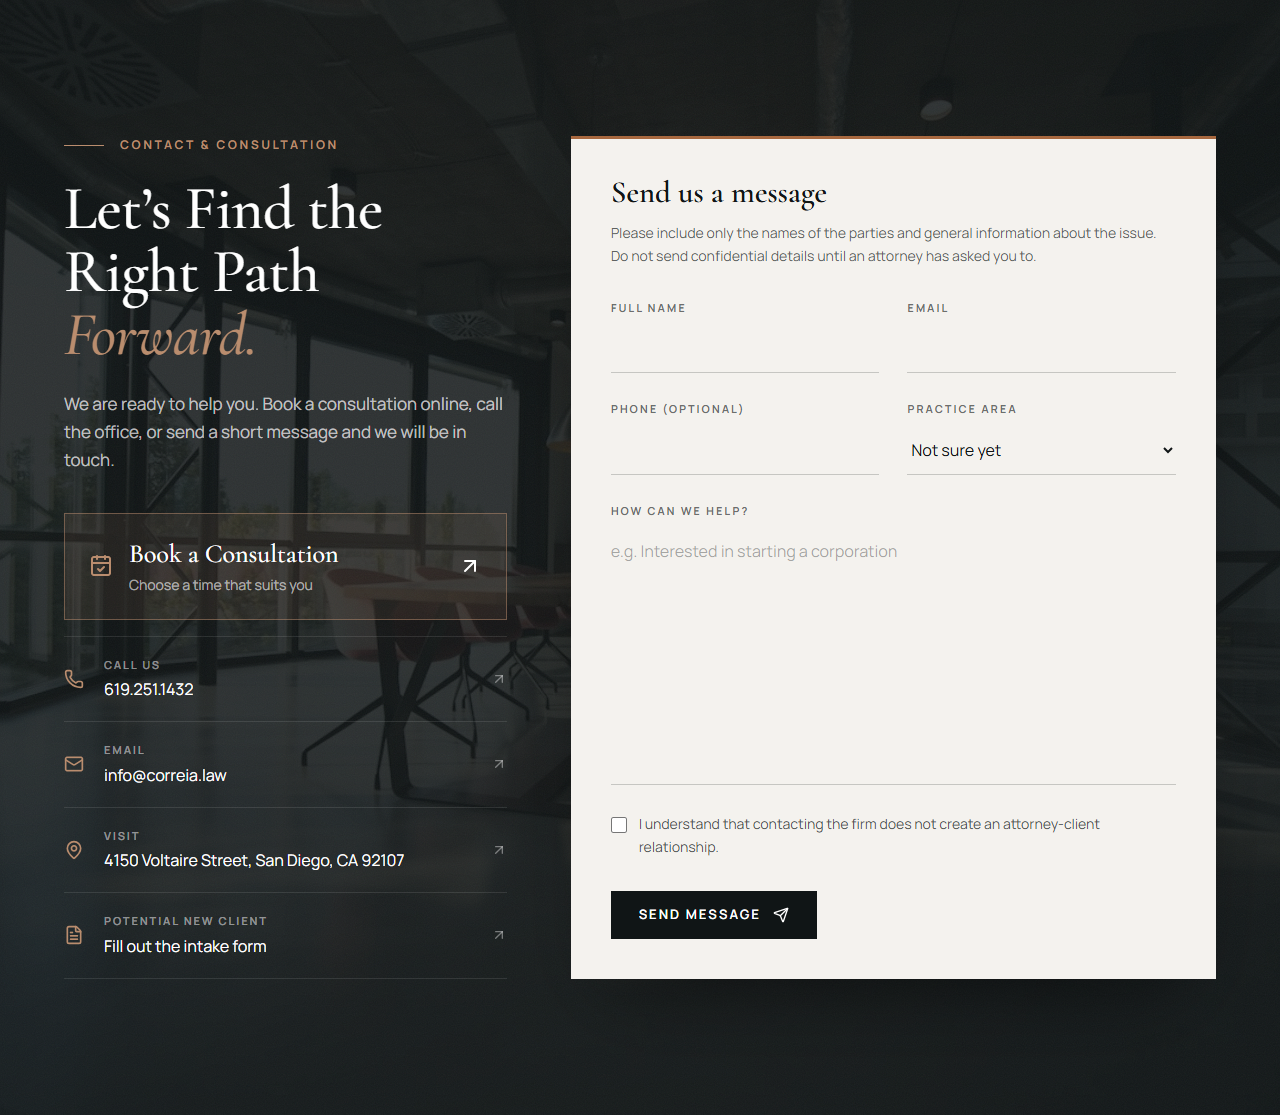 CONTACT & CONSULTATION
Let’s Find the
Right Path
Forward.
We are ready to help you. Book a consultation online, call
the office, or send a short message and we will be in
touch.
Book a Consultation
Choose a time that suits you
CALL US
619.251.1432
EMAIL
info@correia.law
VISIT
4150 Voltaire Street, San Diego, CA 92107
POTENTIAL NEW CLIENT
Fill out the intake form
Send us a message
Please include only the names of the parties and general information about the issue.
Do not send confidential details until an attorney has asked you to.
FULL NAME
EMAIL
PHONE (OPTIONAL)
PRACTICE AREA
Not sure yet
HOW CAN WE HELP?
e.g. Interested in starting a corporation
I understand that contacting the firm does not create an attorney-client
relationship.
SEND MESSAGE